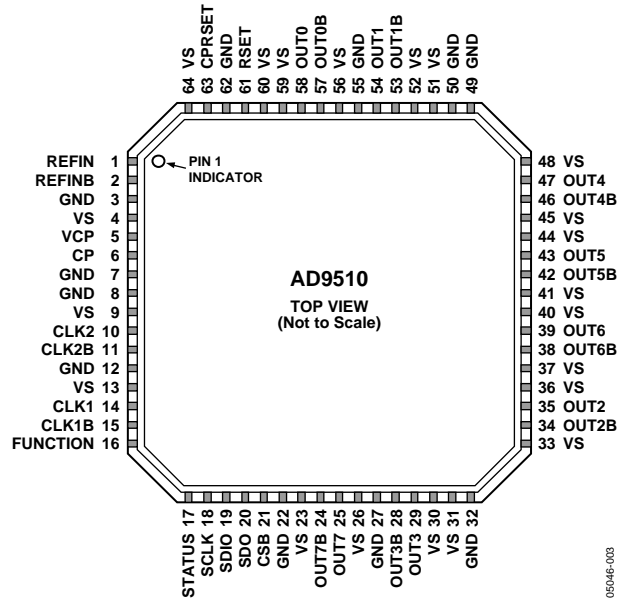 64 VS
63 CPRSET
62 GND
61 RSET
60 VS
59 VS
58 OUT0
57 OUT0B
56 VS
55 GND
54 OUT1
53 OUT1B
52 VS
51 VS
50 GND
49 GND
REFIN 1
REFINB 2
GND 3
VS 4
VCP 5
CP 6
GND 7
GND 8
VS 9
CLK2 10
CLK2B 11
GND 12
VS 13
CLK1 14
CLK1B 15
FUNCTION 16
PIN 1
INDICATOR
AD9510
TOP VIEW
(Not to Scale)
48 VS
47 OUT4
46 OUT4B
45 VS
44 VS
43 OUT5
42 OUT5B
41 VS
40 VS
39 OUT6
38 OUT6B
37 VS
36 VS
35 OUT2
34 OUT2B
33 VS
STATUS 17
SCLK 18
SDIO 19
SDO 20
CSB 21
GND 22
VS 23
OUT7B 24
OUT7 25
VS 26
GND 27
OUT3B 28
OUT3 29
VS 30
VS 31
GND 32
05046-003